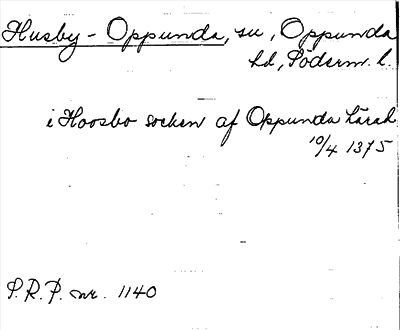 Husby-Oppunda, sn, Oppunda
hd, Söderm. l.
i Hoosbo socken af Oppunda härad
10/4 1375
P.R.P. nr. 1140